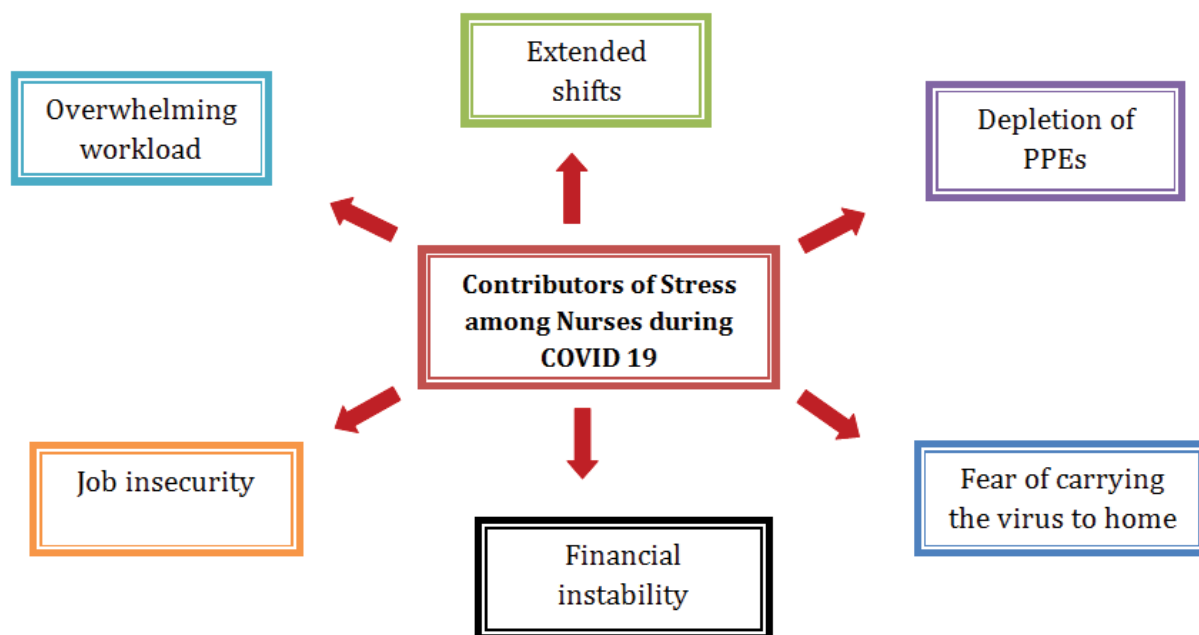 Extended
shifts
Overwhelming
workload
Depletion of
PPEs
Contributors of Stress
among Nurses during
COVID 19
Job insecurity
Fear of carrying
the virus to home
Financial
instability